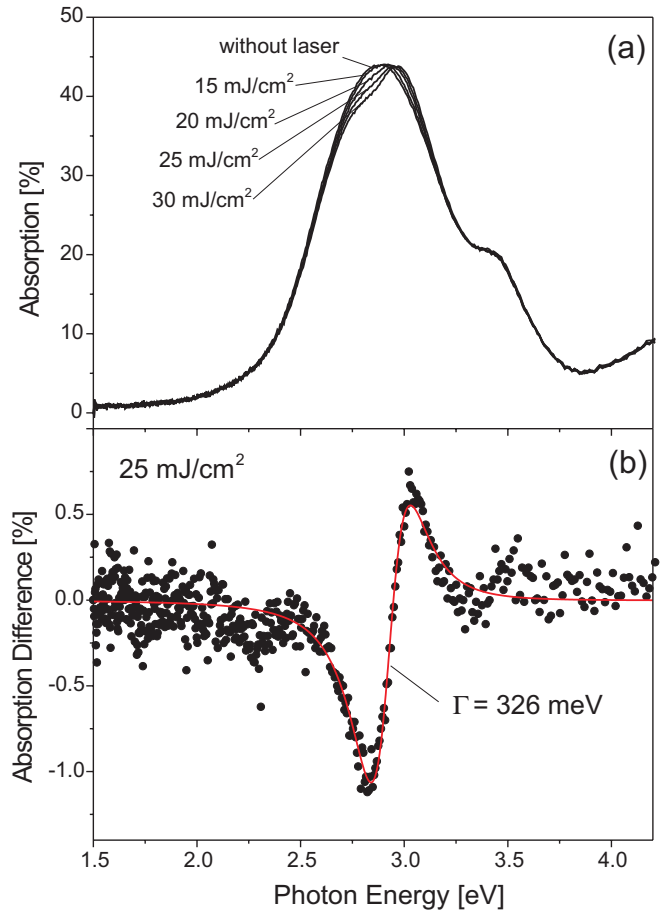 (a)
without laser
15 mJ/cm²
20 mJ/cm²
25 mJ/cm²
30 mJ/cm²
Absorption [%]
50
40
30
20
10
0
(b)
25 mJ/cm²
Γ = 326 meV
Absorption Difference [%]
0.5
0.0
-0.5
-1.0
1.5 2.0 2.5 3.0 3.5 4.0
Photon Energy [eV]